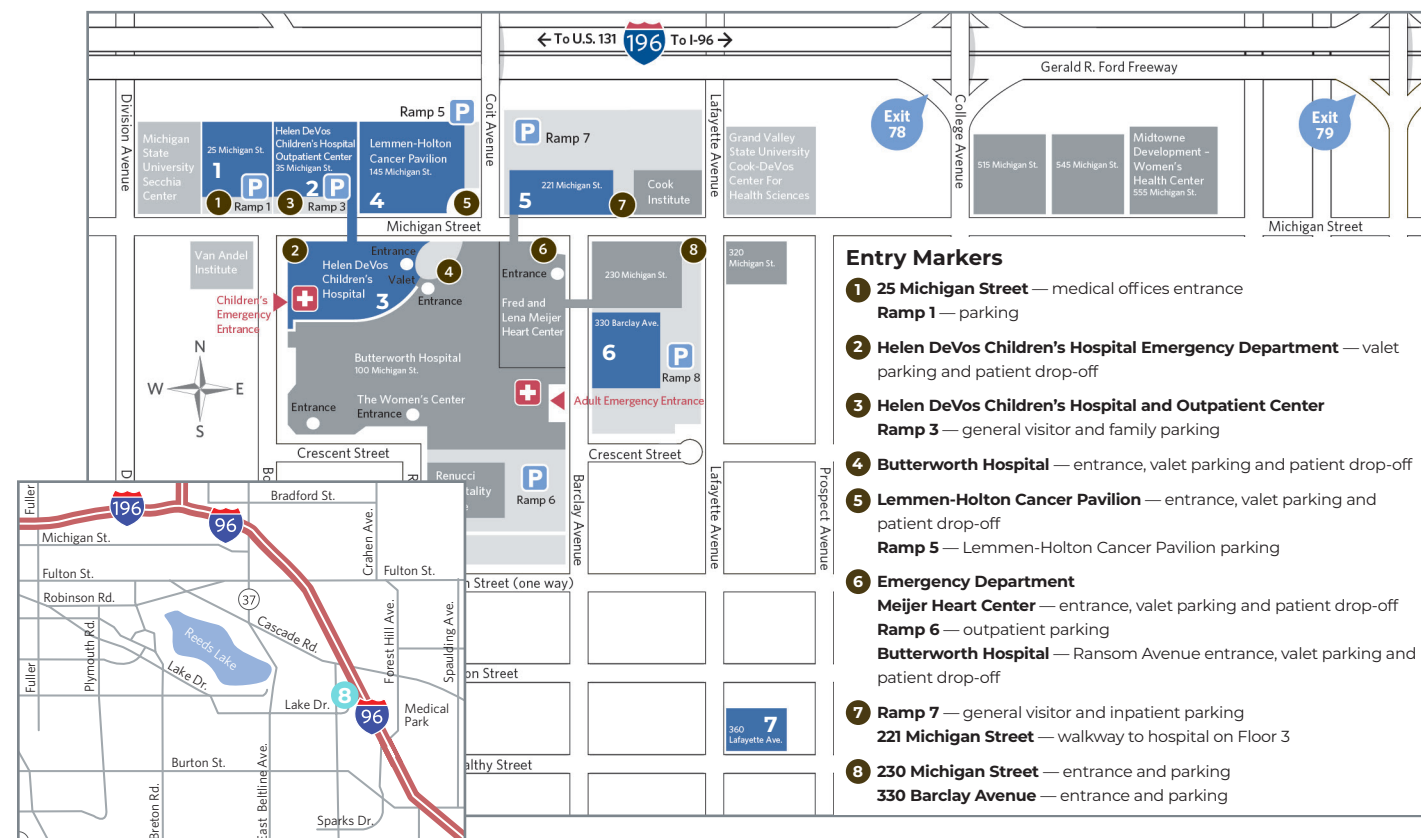 ← To U.S. 131 196 To I-96 →
Gerald R. Ford Freeway
Division Avenue
Coit Avenue
Lafayette Avenue
College Avenue
Exit
78
Exit
79
Michigan
State
University
Secchia
Center
25 Michigan St.
1
1
P
Ramp 1
Helen DeVos
Children's Hospital
Outpatient Center
35 Michigan St.
2
P
3
Ramp 3
Ramp 5
P
Lemmen-Holton
Cancer Pavilion
145 Michigan St.
4
5
P
Ramp 7
5
221 Michigan St.
7
Cook
Institute
Grand Valley
State University
Cook-DeVos
Center For
Health Sciences
515 Michigan St.
545 Michigan St.
Midtowne
Development –
Women's
Health Center
555 Michigan St.
Michigan Street
Michigan Street
Van Andel
Institute
2
Helen DeVos
Children's
Hospital
3
Entrance
Valet
4
Entrance
Children's
Emergency
Entrance
6
Entrance
Fred and
Lena Meijer
Heart Center
8
230 Michigan St.
320
Michigan St.
330 Barclay Ave.
6
P
Ramp 8
Butterworth Hospital
100 Michigan St.
The Women's Center
Entrance
Entrance
Adult Emergency Entrance
N
W
E
S
Crescent Street
Crescent Street
Renucci
P
Ramp 6
Barclay Avenue
Lafayette Avenue
Prospect Avenue
Street (one way)
Street
Street
360
Lafayette Ave.
7
Entry Markers
1 25 Michigan Street — medical offices entrance
Ramp 1 — parking
2 Helen DeVos Children's Hospital Emergency Department — valet
parking and patient drop-off
3 Helen DeVos Children's Hospital and Outpatient Center
Ramp 3 — general visitor and family parking
4 Butterworth Hospital — entrance, valet parking and patient drop-off
5 Lemmen-Holton Cancer Pavilion — entrance, valet parking and
patient drop-off
Ramp 5 — Lemmen-Holton Cancer Pavilion parking
6 Emergency Department
Meijer Heart Center — entrance, valet parking and patient drop-off
Ramp 6 — outpatient parking
Butterworth Hospital — Ransom Avenue entrance, valet parking and
patient drop-off
7 Ramp 7 — general visitor and inpatient parking
221 Michigan Street — walkway to hospital on Floor 3
8 230 Michigan Street — entrance and parking
330 Barclay Avenue — entrance and parking
Fuller
196
96
Bradford St.
Michigan St.
Crahen Ave.
Fulton St.
Fulton St.
Robinson Rd.
37
Cascade Rd.
Plymouth Rd.
Reeds Lake
Lake Dr.
Fuller
Forest Hill Ave.
Spaulding Ave.
Lake Dr.
8
96
Medical
Park
Burton St.
Breton Rd.
East Beltline Ave.
Sparks Dr.